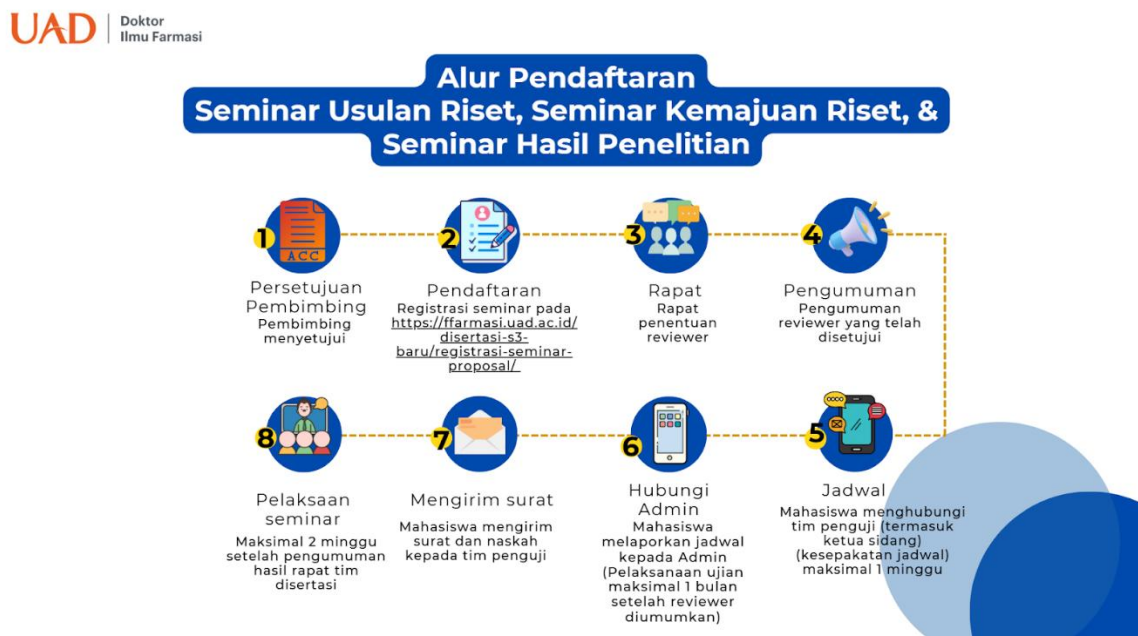 UAD
Doktor
Ilmu Farmasi
Alur Pendaftaran
Seminar Usulan Riset, Seminar Kemajuan Riset, &
Seminar Hasil Penelitian
1
ACC
Persetujuan
Pembimbing
Pembimbing
menyetujui
2
Pendaftaran
Registrasi seminar pada
https://ffarmasi.uad.ac.id/
disertasi-s3-
baru/registrasi-seminar-
proposal/
3
Rapat
Rapat
penentuan
reviewer
4
Pengumuman
Pengumuman
reviewer yang telah
disetujui
5
Jadwal
Mahasiswa menghubungi
tim penguji (termasuk
ketua sidang)
(kesepakatan jadwal)
maksimal 1 minggu
6
Hubungi
Admin
Mahasiswa
melaporkan jadwal
kepada Admin
(Pelaksanaan ujian
maksimal 1 bulan
setelah reviewer
diumumkan)
7
Mengirim surat
Mahasiswa mengirim
surat dan naskah
kepada tim penguji
8
Pelaksaan
seminar
Maksimal 2 minggu
setelah pengumuman
hasil rapat tim
disertasi